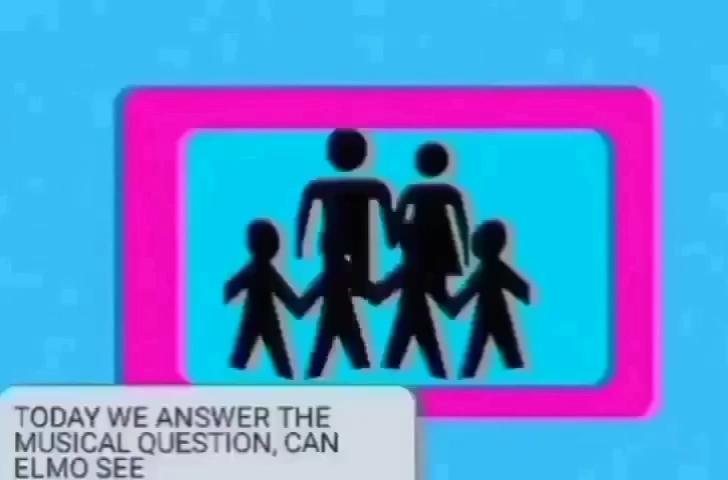 TODAY WE ANSWER THE
MUSICAL QUESTION, CAN
ELMO SEE